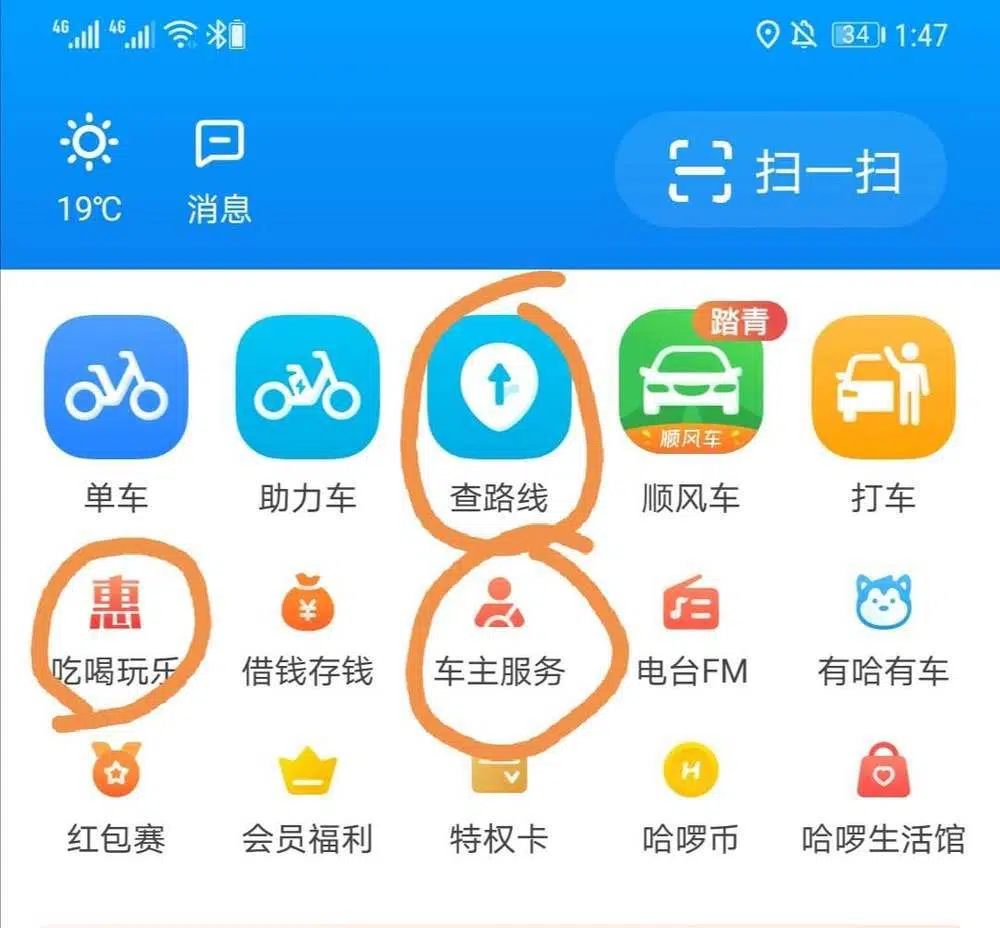 4G 4G 34 1:47
扫一扫
19℃ 消息
踏青
顺风车
单车 助力车 查路线 顺风车 打车
惠
¥
吃喝玩乐 借钱存钱 车主服务 电台FM 有哈有车
H
红包赛 会员福利 特权卡 哈啰币 哈啰生活馆